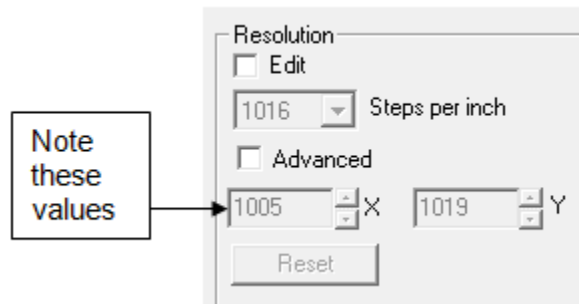 Resolution
Edit
1016 Steps per inch
Advanced
Note
these
values
1005 X 1019 Y
Reset